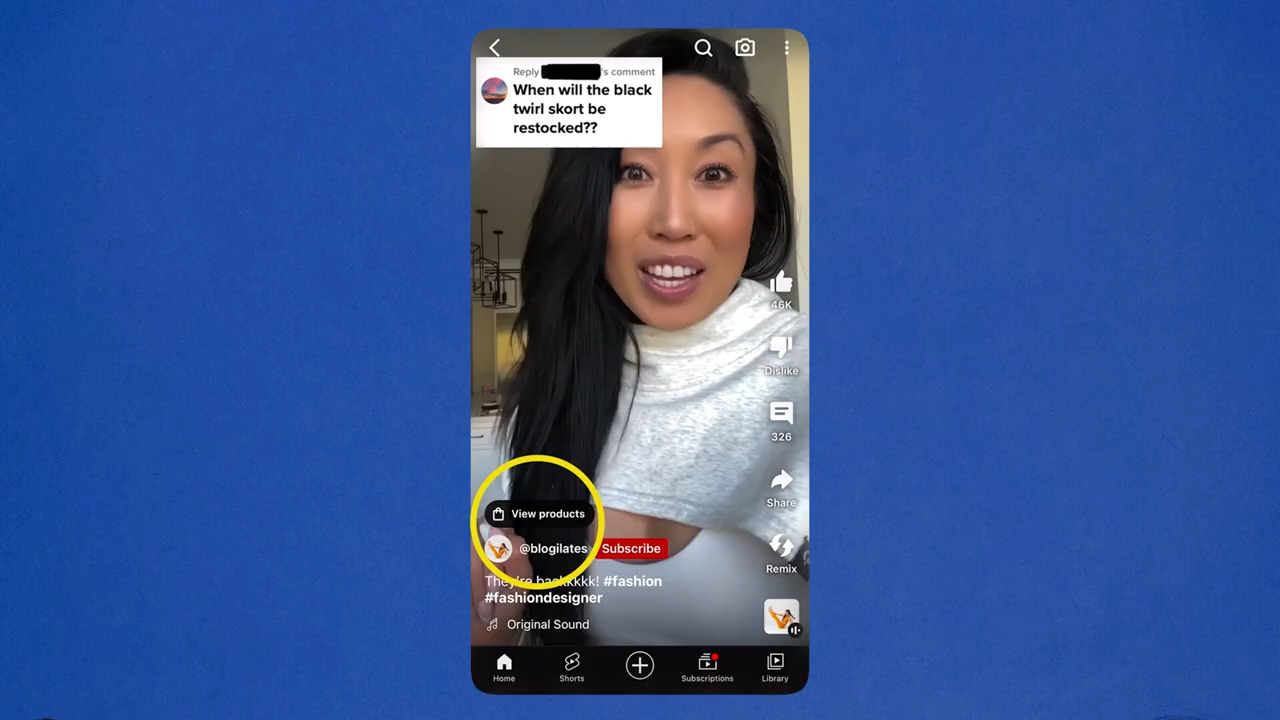 Reply 's comment
When will the black
twirl skort be
restocked??
46K
Dislike
326
Share
View products
@blogilates Subscribe
Remix
They're backkkkk! #fashion
#fashiondesigner
Original Sound
Home Shorts Subscriptions Library